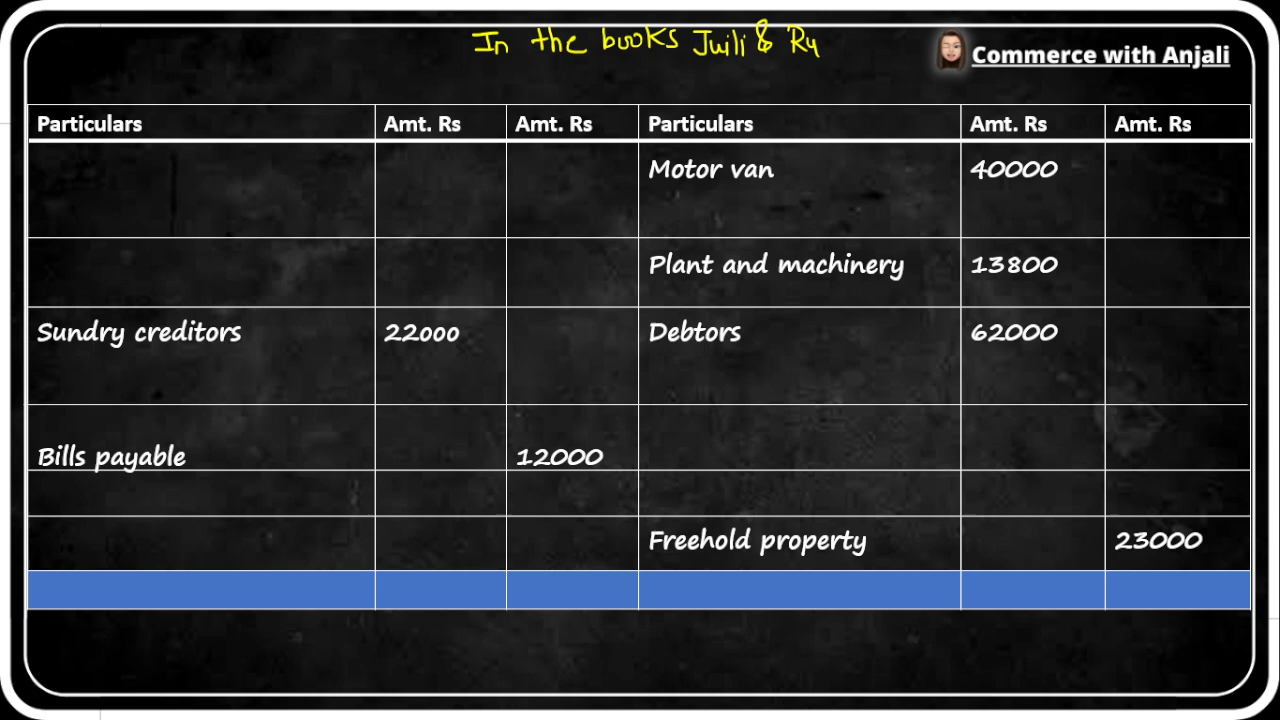 In the books Juili & Ru
Commerce with Anjali
Particulars Amt. Rs Amt. Rs Particulars Amt. Rs Amt. Rs
Motor van 40000
Plant and machinery 13800
Sundry creditors 22000 Debtors 62000
Bills payable 12000
Freehold property 23000